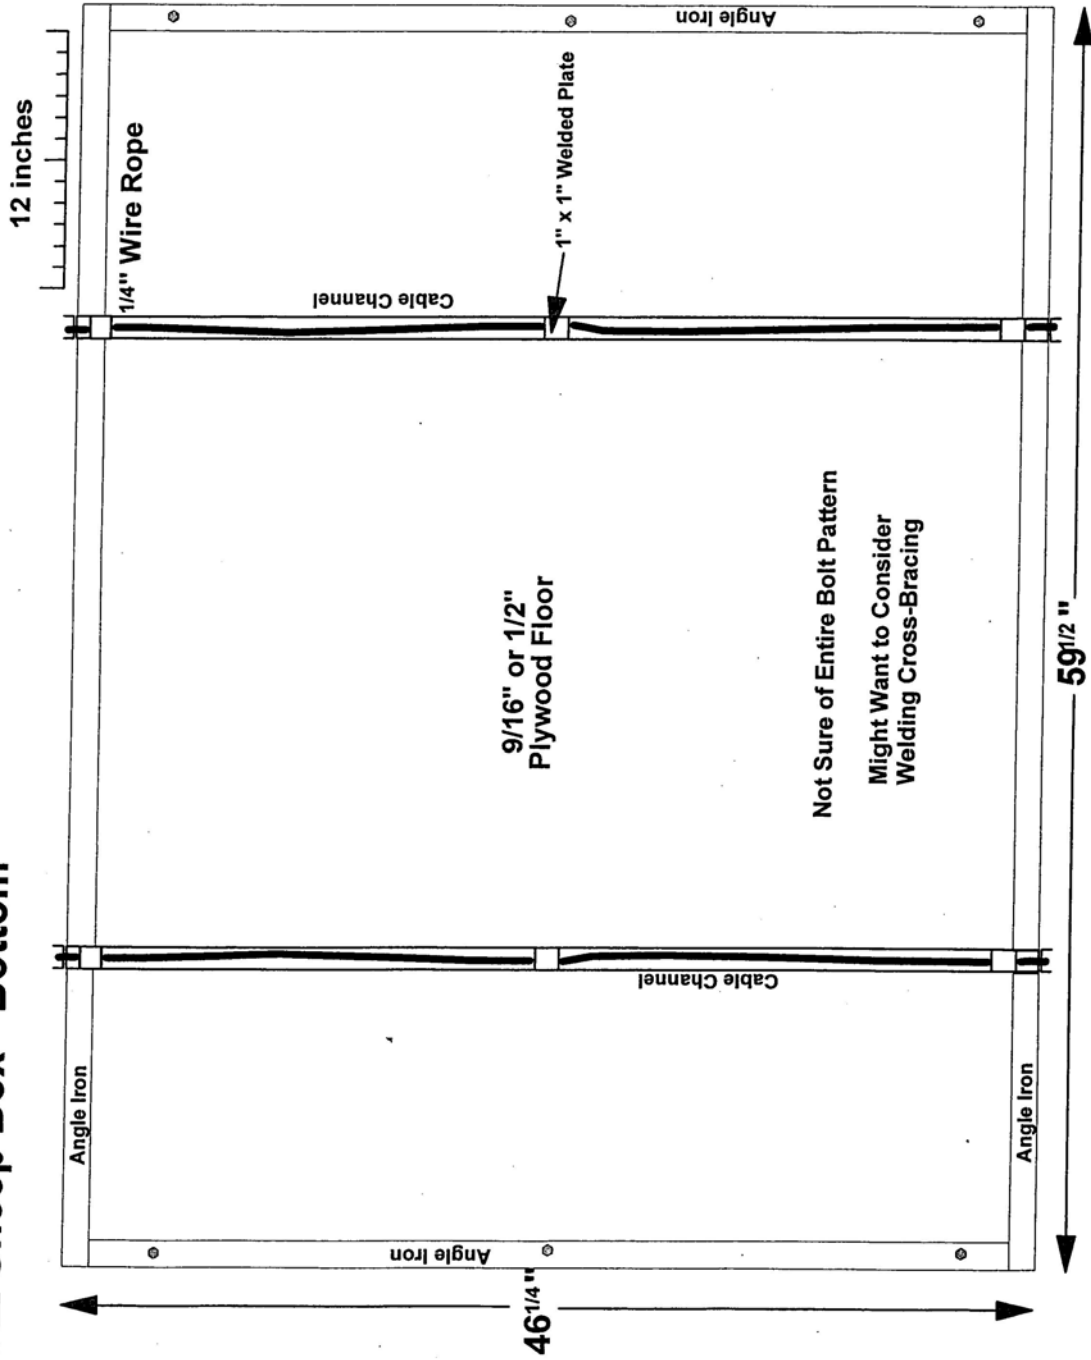 12 inches
Angle Iron
1/4" Wire Rope
1" x 1" Welded Plate
Cable Channel
9/16" or 1/2"
Plywood Floor
Not Sure of Entire Bolt Pattern
Might Want to Consider
Welding Cross-Bracing
Cable Channel
Angle Iron
Angle Iron
Angle Iron
46 1/4"
59 1/2"